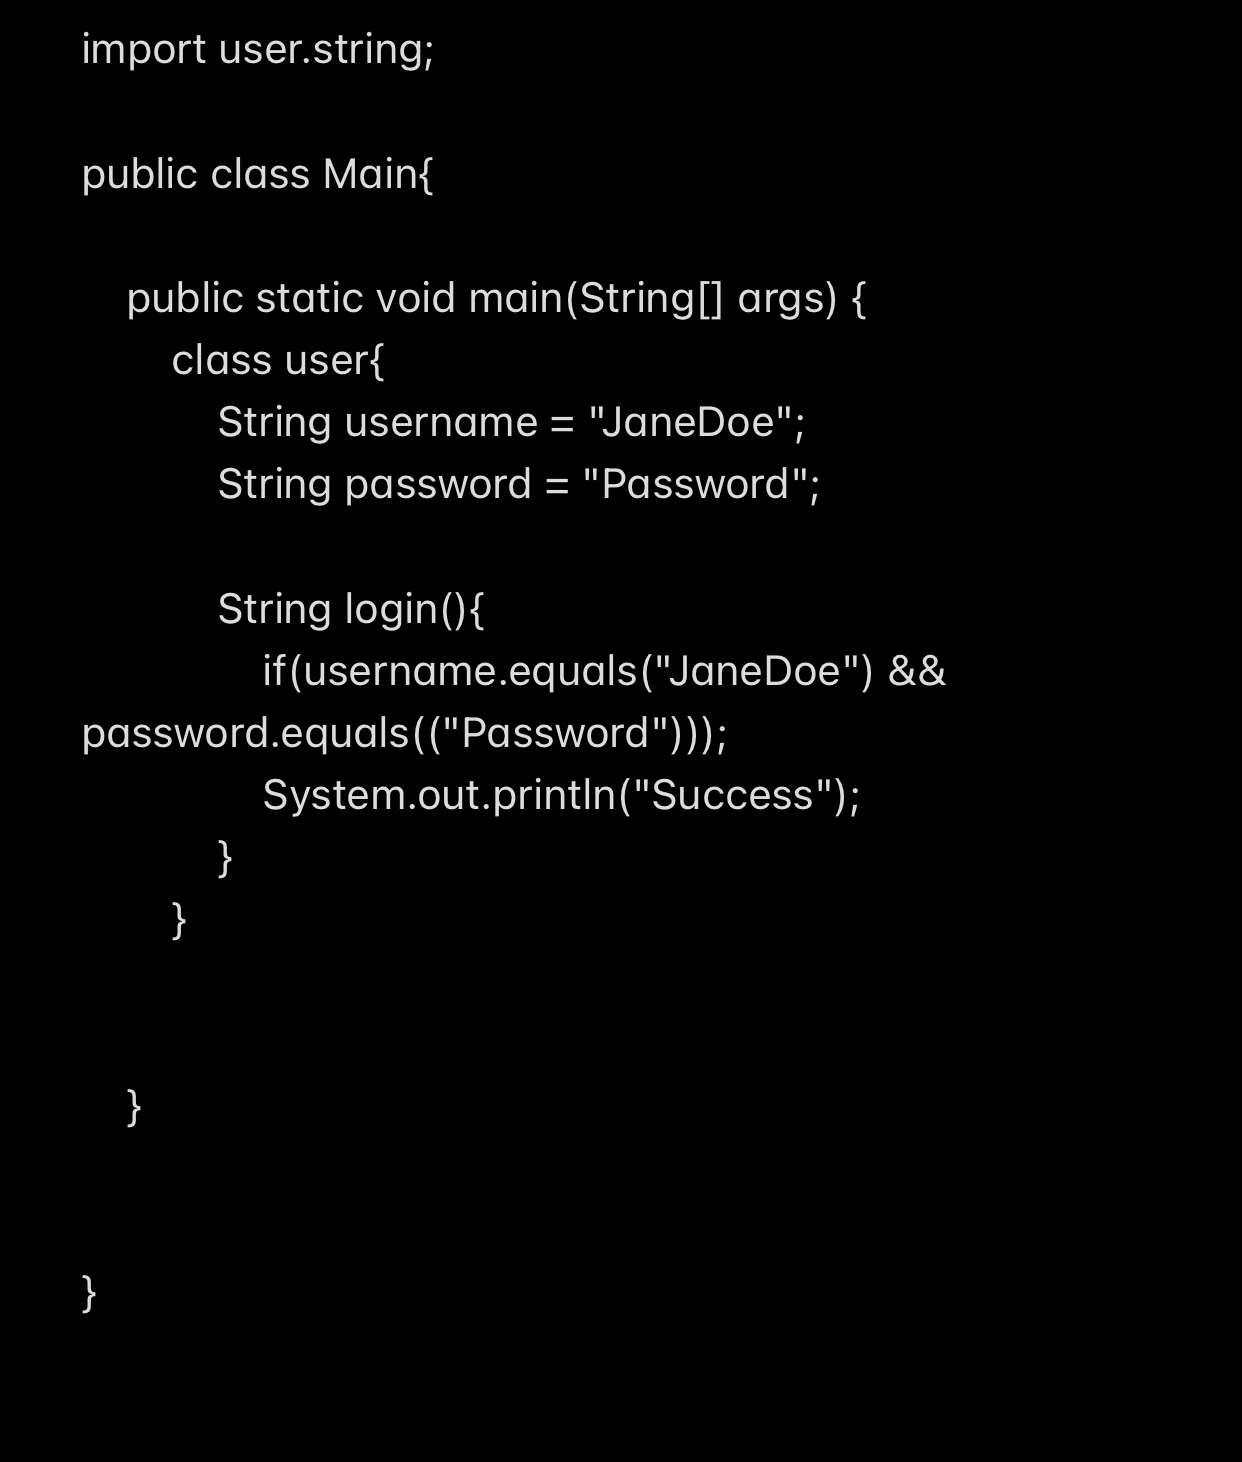 import user.string;
public class Main{
public static void main(String[] args) {
class user{
String username = "JaneDoe";
String password = "Password";
String login(){
if(username.equals("JaneDoe") &&
password.equals(("Password")));
System.out.println("Success");
}
}
}
}